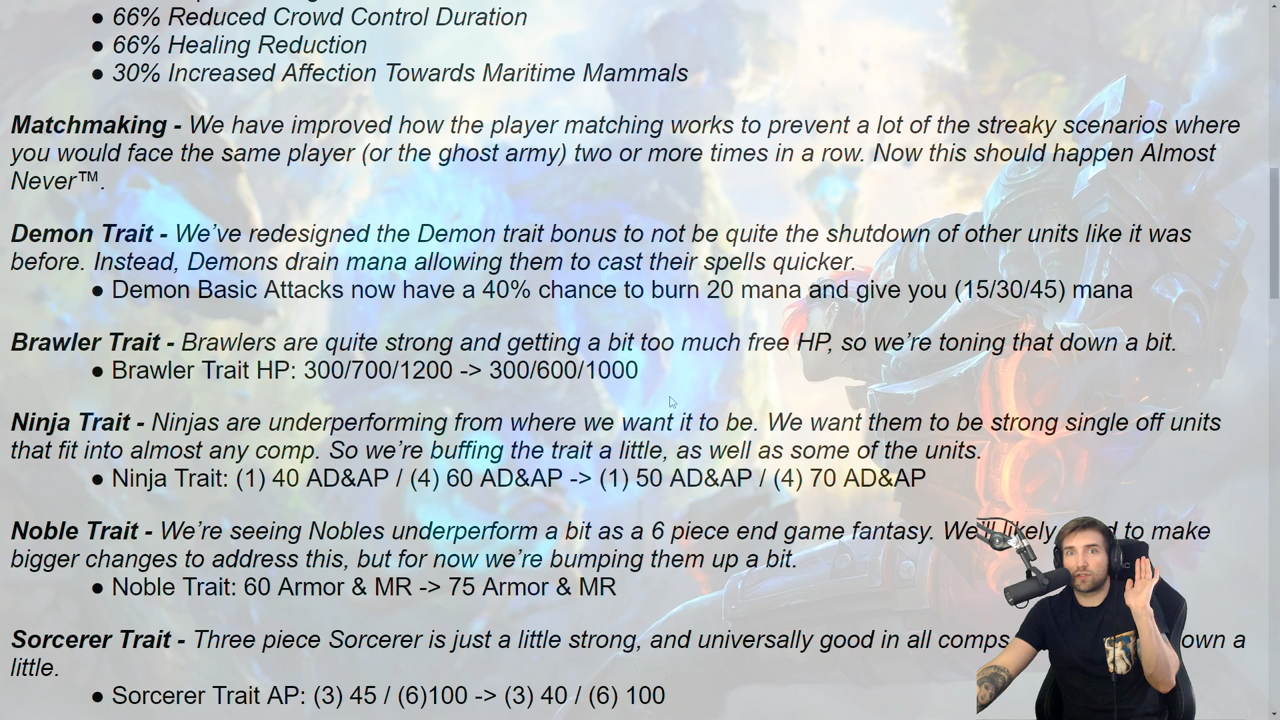 ● 66% Reduced Crowd Control Duration
● 66% Healing Reduction
● 30% Increased Affection Towards Maritime Mammals
Matchmaking - We have improved how the player matching works to prevent a lot of the streaky scenarios where
you would face the same player (or the ghost army) two or more times in a row. Now this should happen Almost
Never™.
Demon Trait - We've redesigned the Demon trait bonus to not be quite the shutdown of other units like it was
before. Instead, Demons drain mana allowing them to cast their spells quicker.
● Demon Basic Attacks now have a 40% chance to burn 20 mana and give you (15/30/45) mana
Brawler Trait - Brawlers are quite strong and getting a bit too much free HP, so we're toning that down a bit.
● Brawler Trait HP: 300/700/1200 -> 300/600/1000
Ninja Trait - Ninjas are underperforming from where we want it to be. We want them to be strong single off units
that fit into almost any comp. So we're buffing the trait a little, as well as some of the units.
● Ninja Trait: (1) 40 AD&AP / (4) 60 AD&AP -> (1) 50 AD&AP / (4) 70 AD&AP
Noble Trait - We're seeing Nobles underperform a bit as a 6 piece end game fantasy. We'll likely to make
bigger changes to address this, but for now we're bumping them up a bit.
● Noble Trait: 60 Armor & MR -> 75 Armor & MR
Sorcerer Trait - Three piece Sorcerer is just a little strong, and universally good in all comps a
little.
● Sorcerer Trait AP: (3) 45 / (6)100 -> (3) 40 / (6) 100